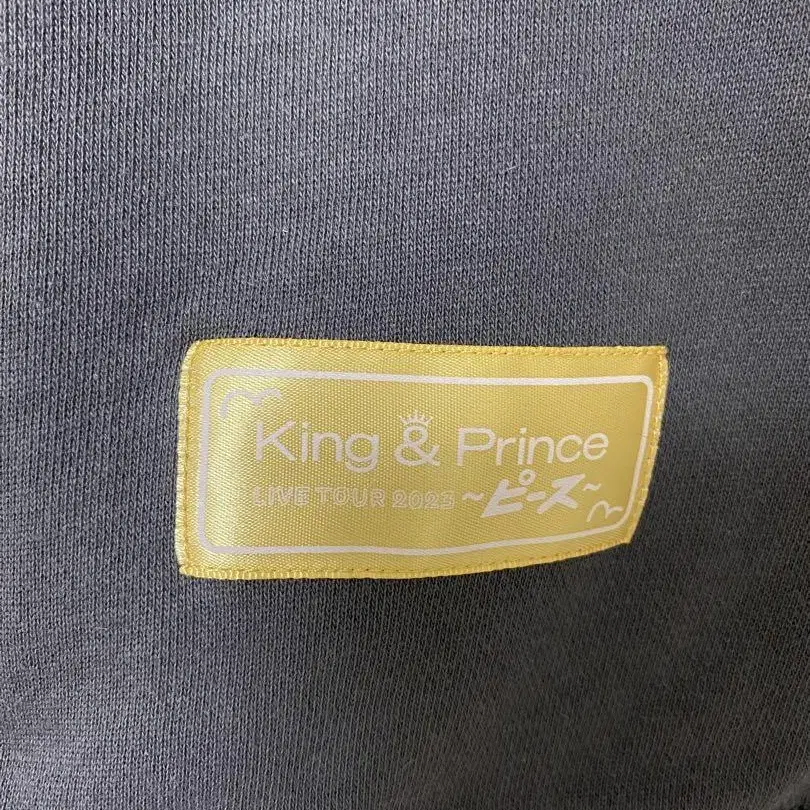 King & Prince
LIVE TOUR 2023 ~ピース~